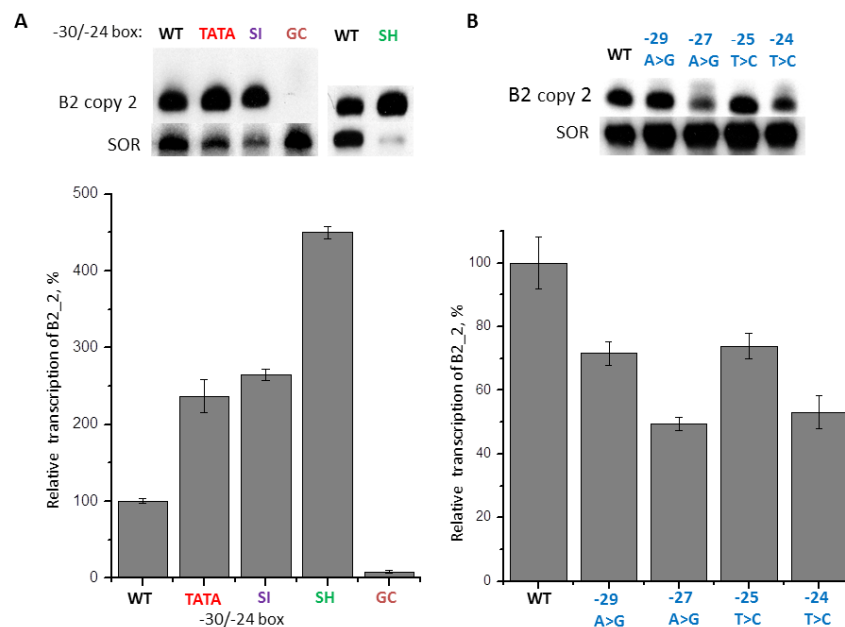 A
-30/-24 box: WT TATA SI GC WT SH
B2 copy 2
SOR
Relative transcription of B2_2, %
500
450
300
250
200
100
0
WT TATA SI SH GC
-30/-24 box
B
WT -29 A>G -27 A>G -25 T>C -24 T>C
B2 copy 2
SOR
Relative transcription of B2_2, %
100
80
60
40
20
0
WT -29 A>G -27 A>G -25 T>C -24 T>C